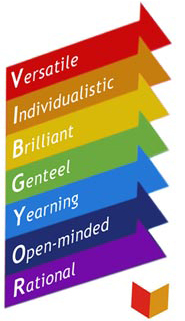 Versatile
Individualistic
Brilliant
Genteel
Yearning
Open-minded
Rational